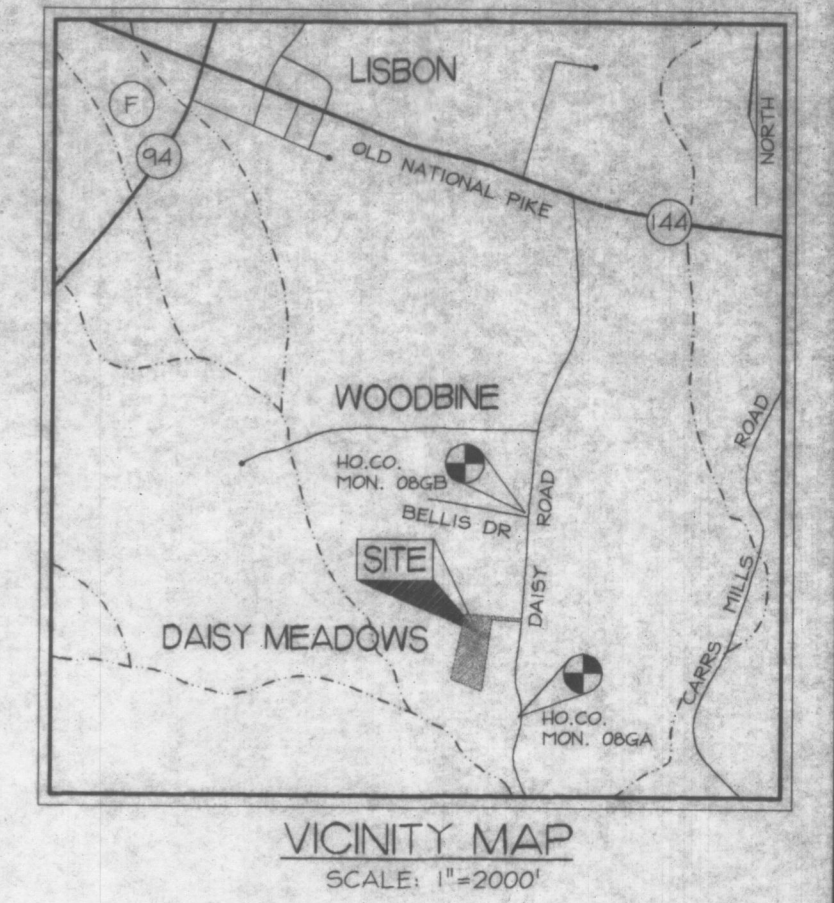 LISBON
F
94
OLD NATIONAL PIKE
NORTH
144
WOODBINE
HO.CO.
MON. 08GB
BELLIS DR
DAISY ROAD
CARRS MILLS ROAD
SITE
DAISY MEADOWS
HO.CO.
MON. 08GA
VICINITY MAP
SCALE: 1"=2000'